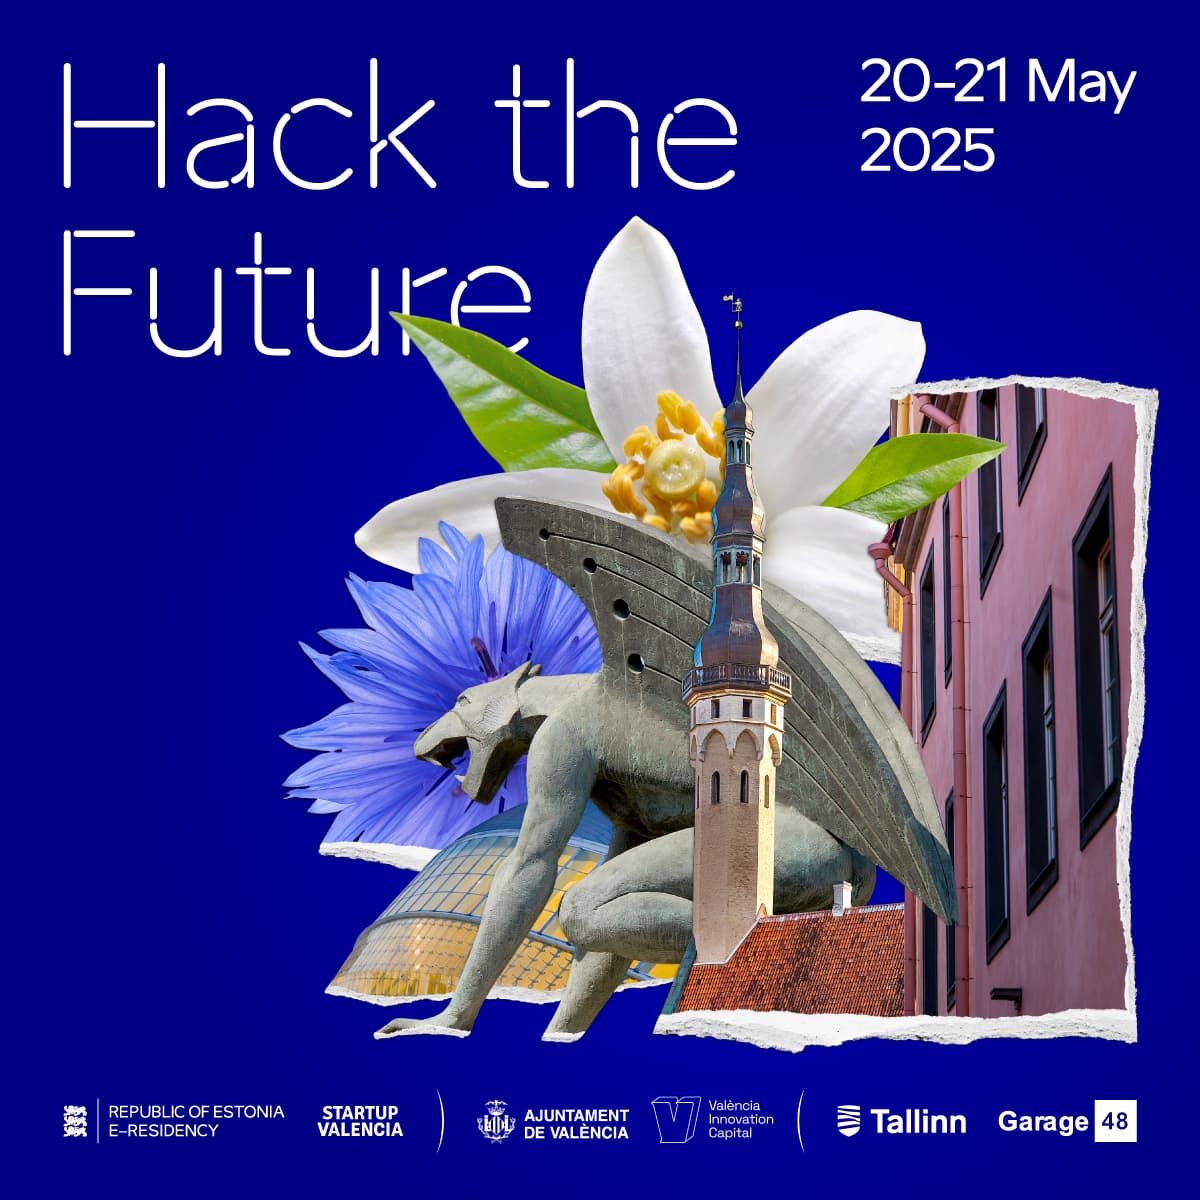 Hack the
Future
20-21 May
2025
REPUBLIC OF ESTONIA
E-RESIDENCY
STARTUP
VALENCIA
AJUNTAMENT
DE VALÈNCIA
València
Innovation
Capital
Tallinn
Garage 48